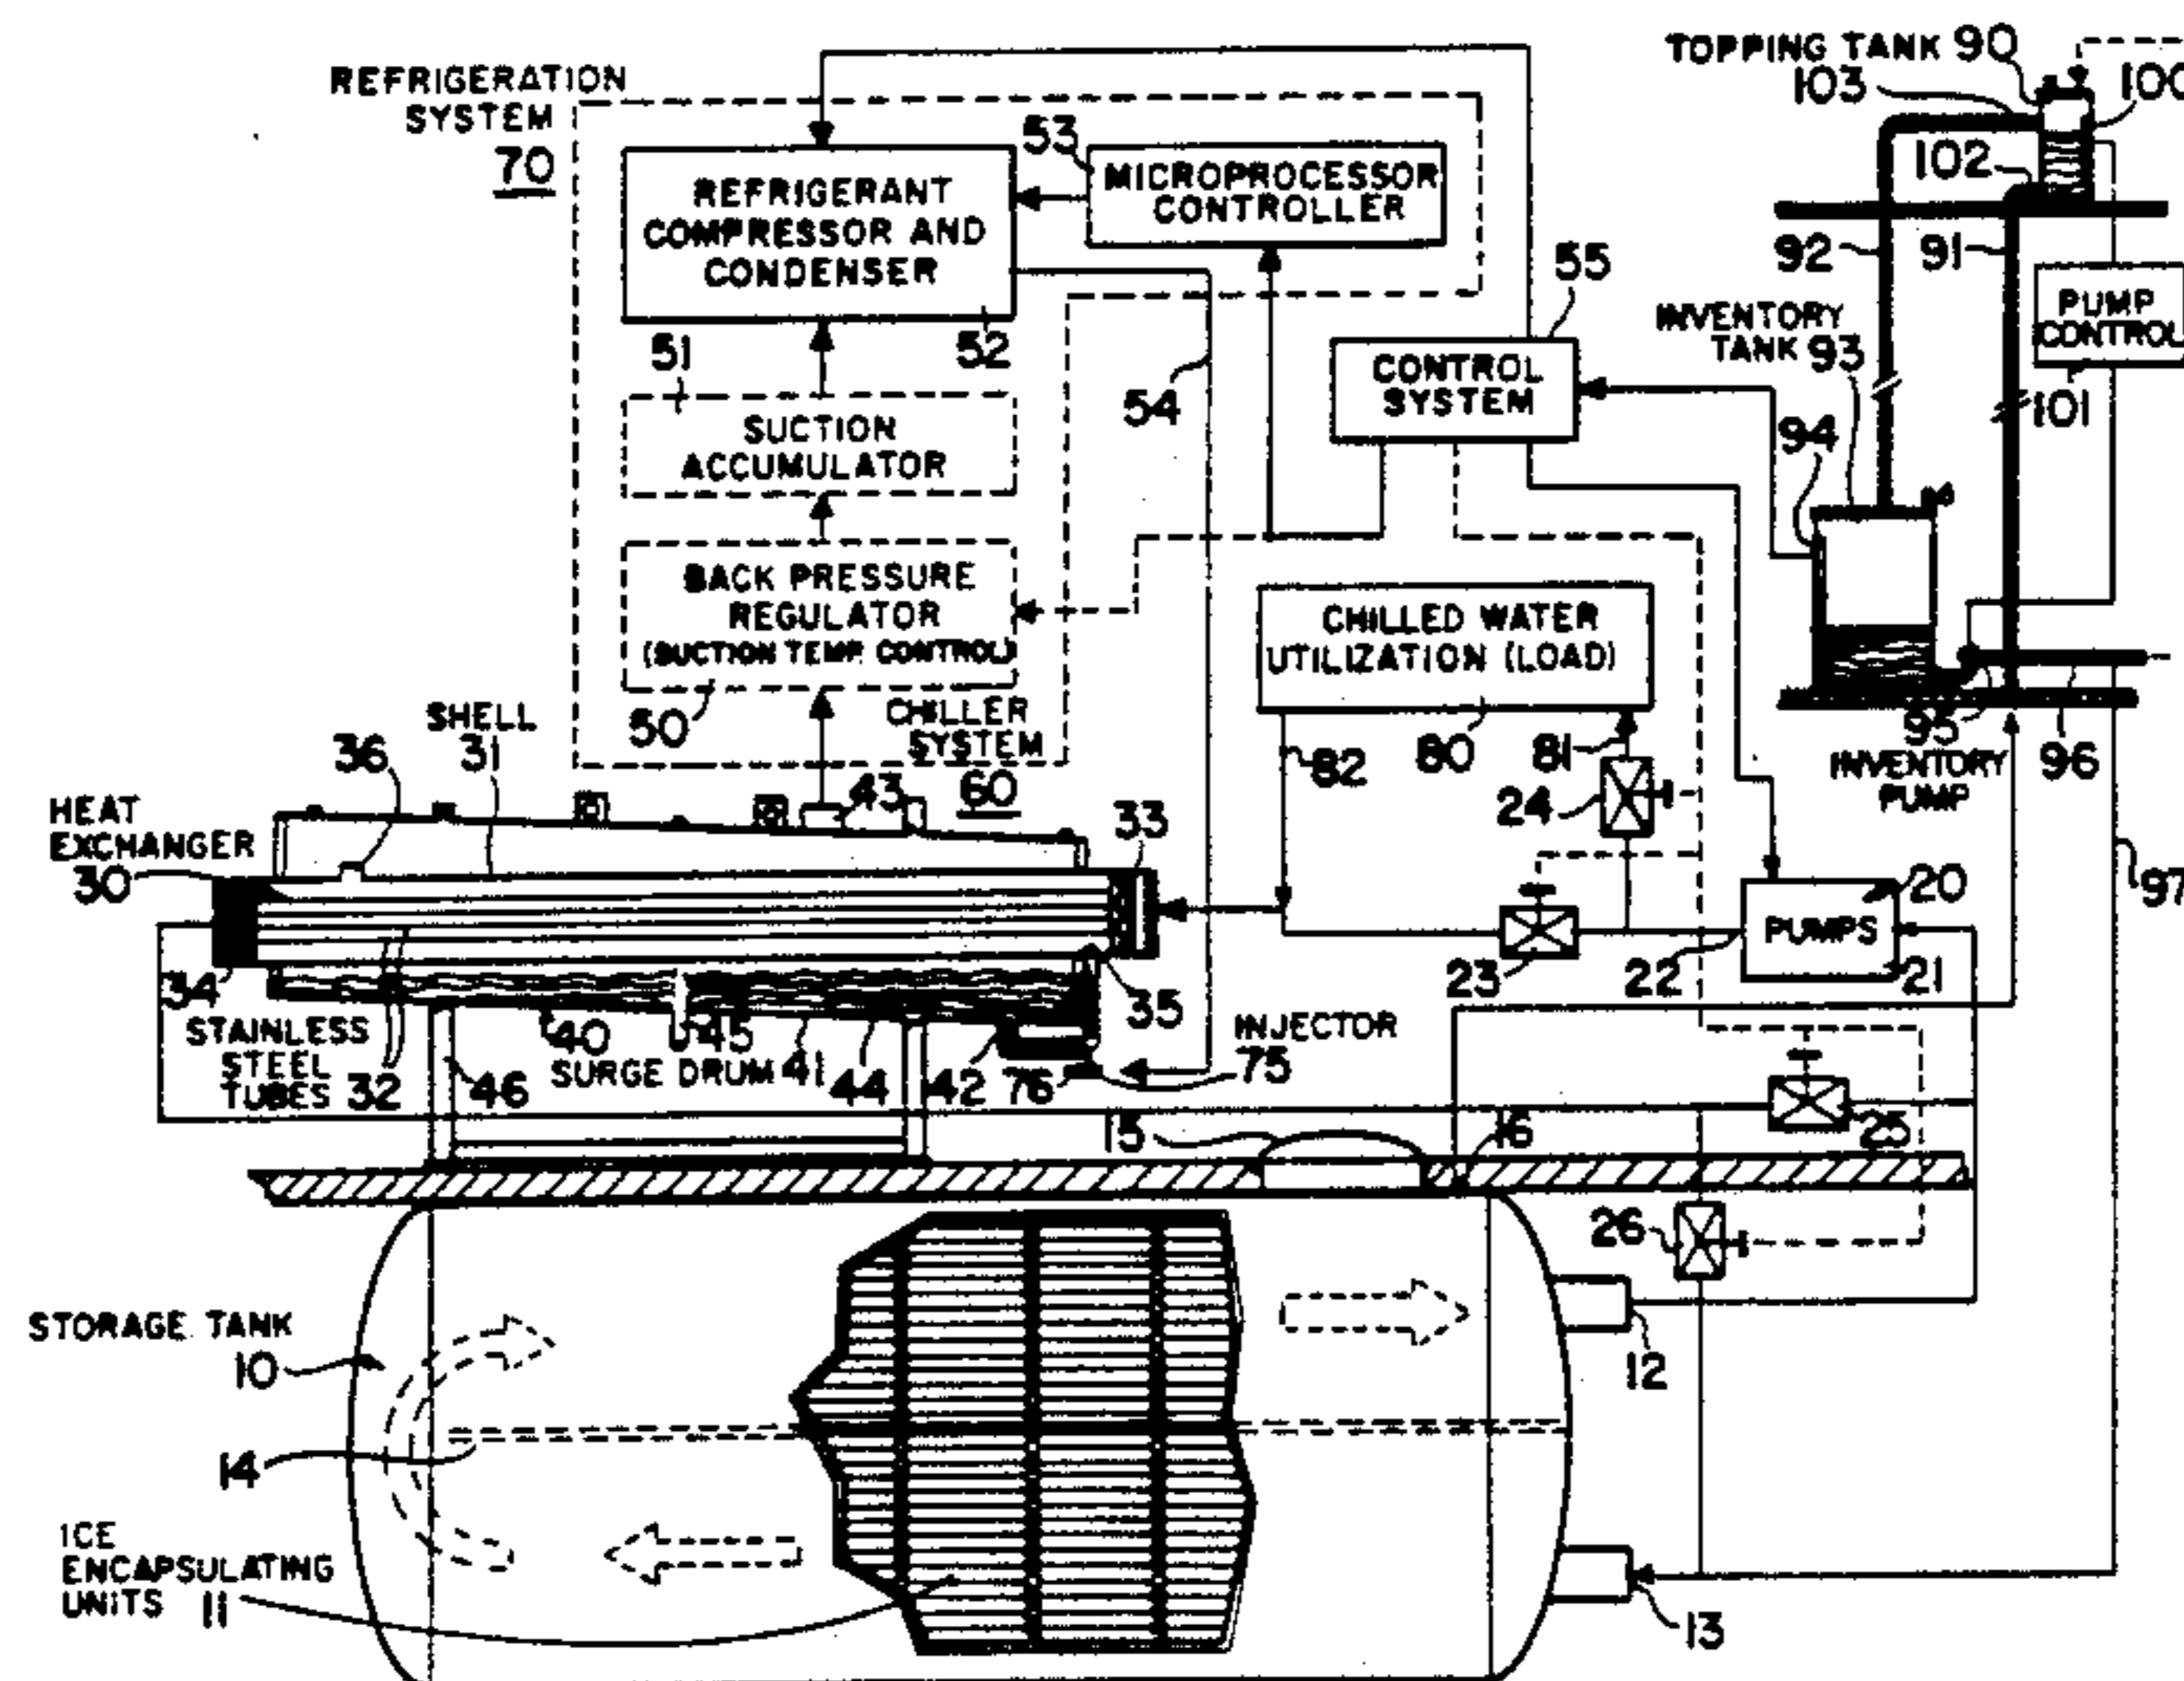 REFRIGERATION
SYSTEM
70
REFRIGERANT
COMPRESSOR AND
CONDENSER
52
53
MICROPROCESSOR
CONTROLLER
51
SUCTION
ACCUMULATOR
54
BACK PRESSURE
REGULATOR
(SUCTION TEMP. CONTROL)
50
CHILLER
SYSTEM
60
55
CONTROL
SYSTEM
TOPPING TANK 90
103
100
102
92
91
PUMP
CONTROL
101
INVENTORY
TANK 93
94
95
INVENTORY
PUMP
96
97
CHILLED WATER
UTILIZATION (LOAD)
80
81
82
24
23
22
20
PUMPS
21
SHELL
31
36
43
33
HEAT
EXCHANGER
30
34
35
STAINLESS
STEEL
TUBES 32
40
45
SURGE DRUM 41
44
42
76
46
INJECTOR
75
15
16
25
26
STORAGE TANK
10
12
14
ICE
ENCAPSULATING
UNITS 11
13